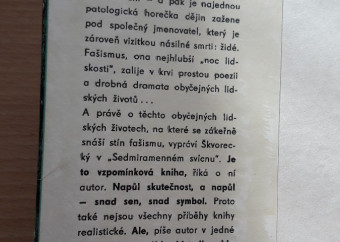 a pak je najednou
patologická horečka dějin zažene
pod společný jmenovatel, který je
zároveň vizitkou násilné smrti: židé.
Fašismus, ona nejhlubší „noc lid-
skosti", zalije v krvi prostou poezii
a drobná dramata obyčejných lid-
ských životů ...
A právě o těchto obyčejných lid-
ských životech, na které se zákeřně
snáší stín fašismu, vypráví Škvorec-
ký v „Sedmiramenném svícnu". Je
to vzpomínková kniha, říká o ní
autor. Napůl skutečnost, a napůl
— snad sen, snad symbol. Proto
také nejsou všechny příběhy knihy
realistické. Ale, píše autor v jedné